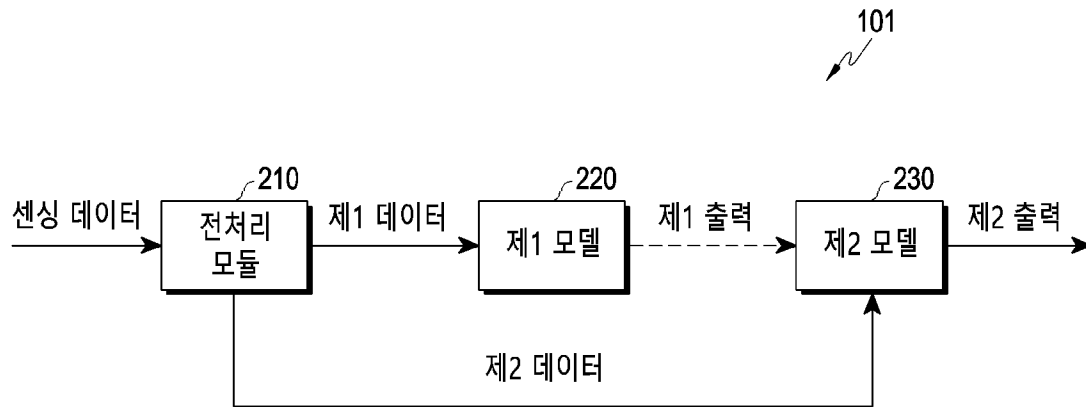 101
210
220
230
센싱 데이터
전처리
모듈
제1 데이터
제1 모델
제1 출력
제2 모델
제2 출력
제2 데이터